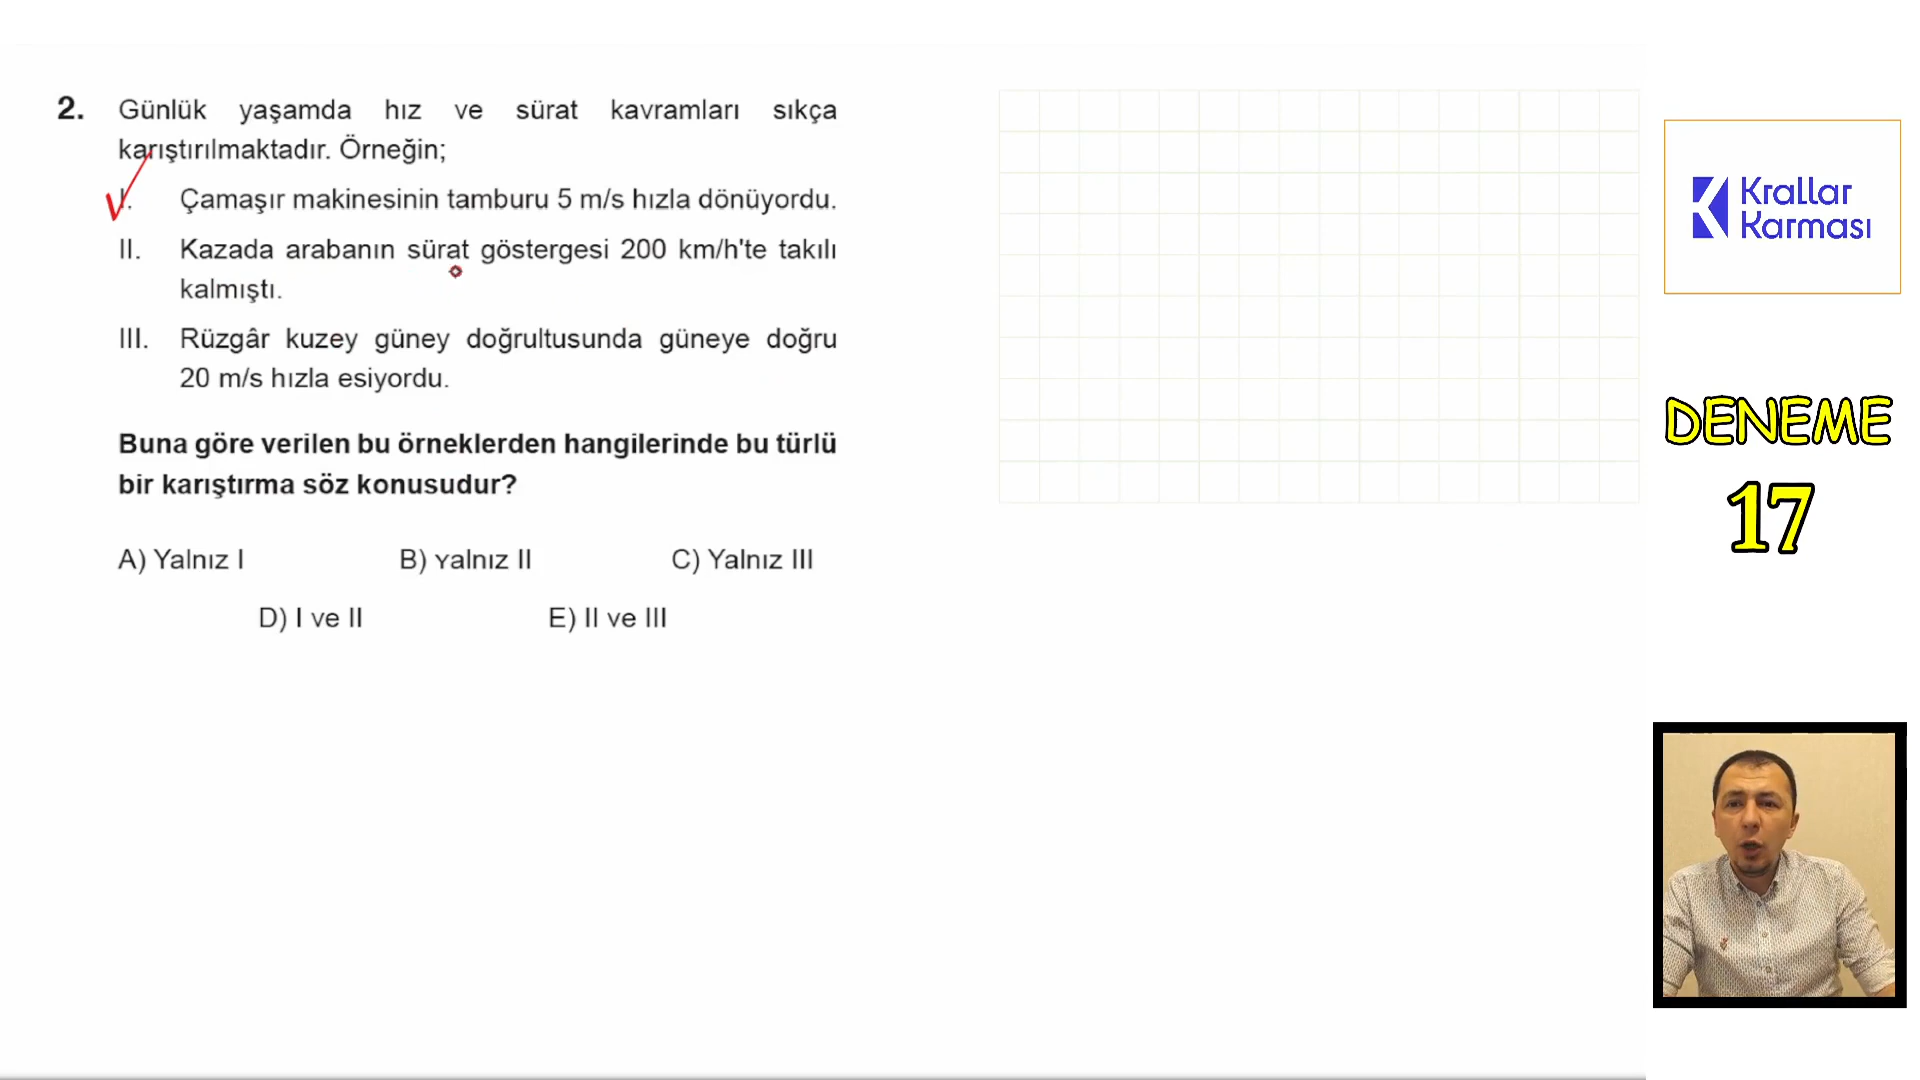 2. Günlük yaşamda hız ve sürat kavramları sıkça
karıştırılmaktadır. Örneğin;
I. Çamaşır makinesinin tamburu 5 m/s hızla dönüyordu.
II. Kazada arabanın sürat göstergesi 200 km/h'te takılı
kalmıştı.
III. Rüzgâr kuzey güney doğrultusunda güneye doğru
20 m/s hızla esiyordu.
Buna göre verilen bu örneklerden hangilerinde bu türlü
bir karıştırma söz konusudur?
A) Yalnız I B) yalnız II C) Yalnız III
D) I ve II E) II ve III
Krallar
Karması
DENEME
17